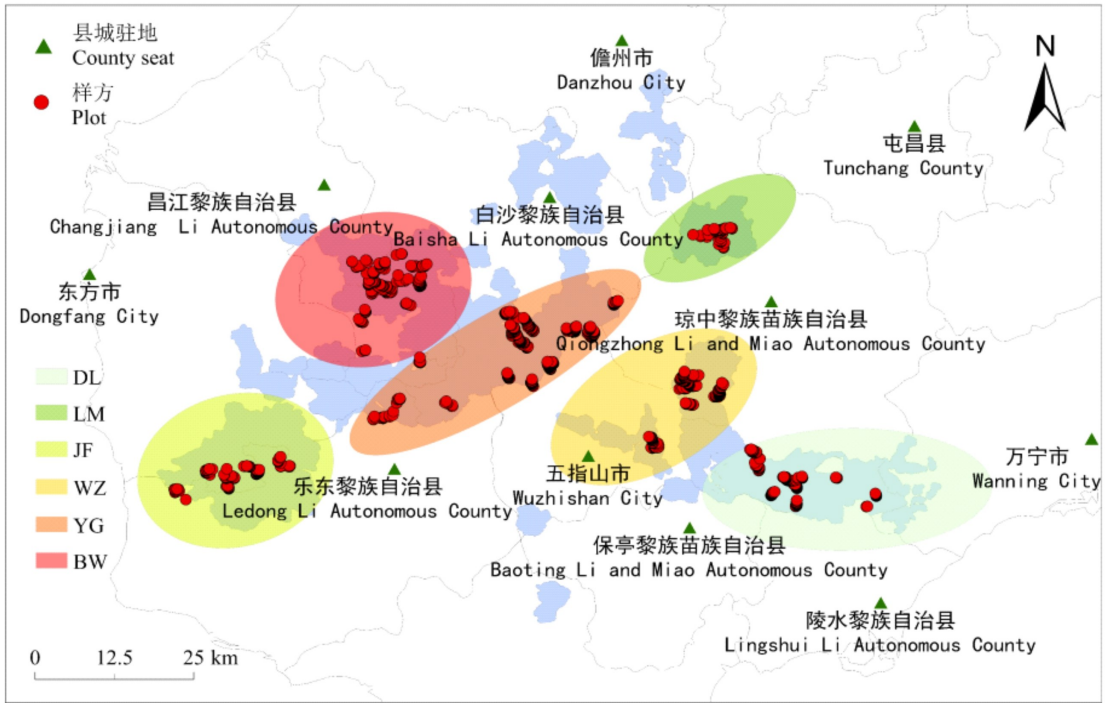 县城驻地
County seat
样方
Plot
N
儋州市
Danzhou City
屯昌县
Tunchang County
昌江黎族自治县
Changjiang Li Autonomous County
白沙黎族自治县
Baisha Li Autonomous County
东方市
Dongfang City
琼中黎族苗族自治县
Qiongzhong Li and Miao Autonomous County
DL
LM
JF
WZ
YG
BW
乐东黎族自治县
Ledong Li Autonomous County
五指山市
Wuzhishan City
万宁市
Wanning City
保亭黎族苗族自治县
Baoting Li and Miao Autonomous County
陵水黎族自治县
Lingshui Li Autonomous County
0 12.5 25 km